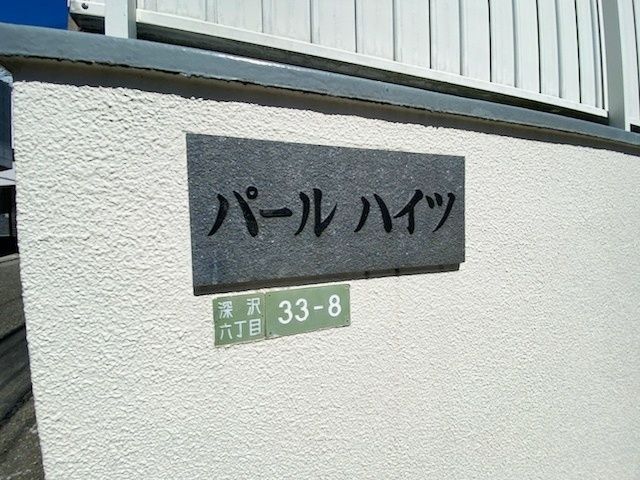 パール ハイツ
深沢
六丁目
33-8